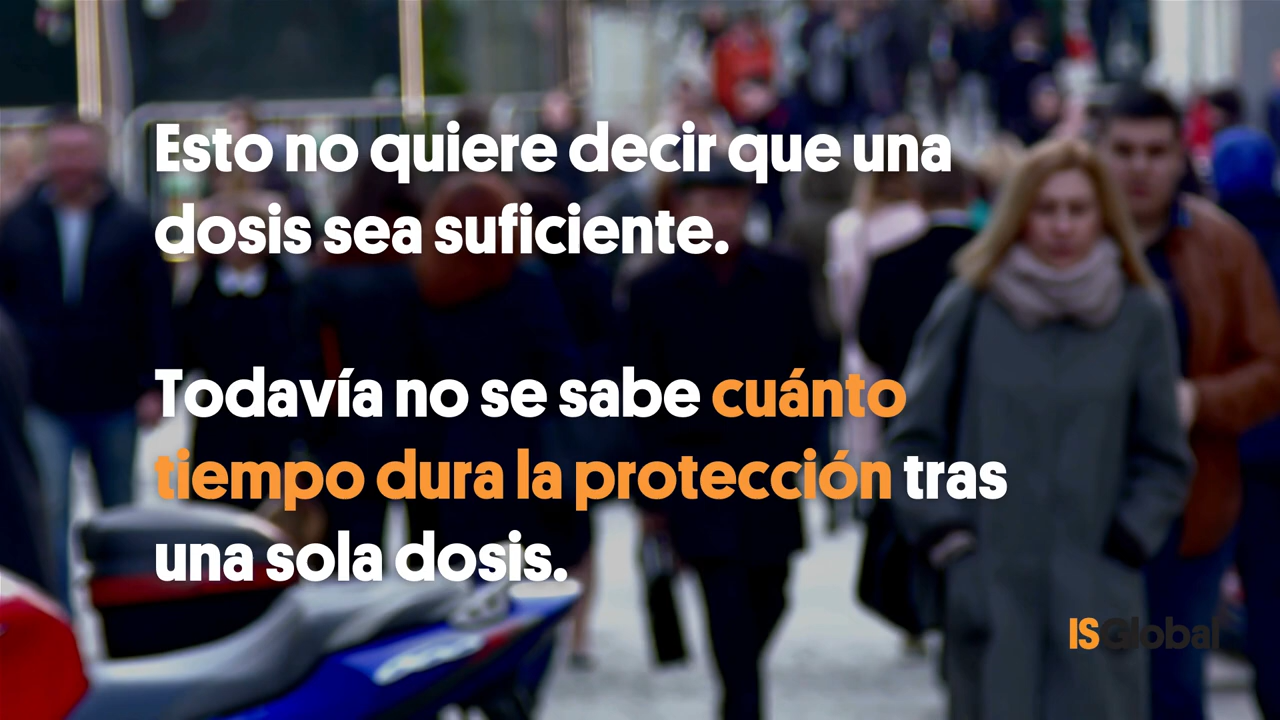 Esto no quiere decir que una
dosis sea suficiente.
Todavía no se sabe cuánto
tiempo dura la protección tras
una sola dosis.
ISGlobal